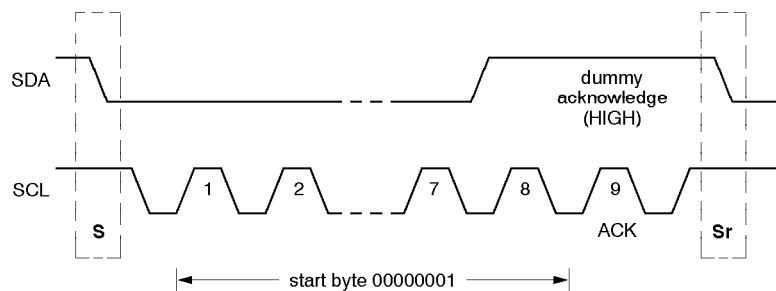 SDA
dummy
acknowledge
(HIGH)
SCL
1 2 7 8 9
S ACK Sr
start byte 00000001